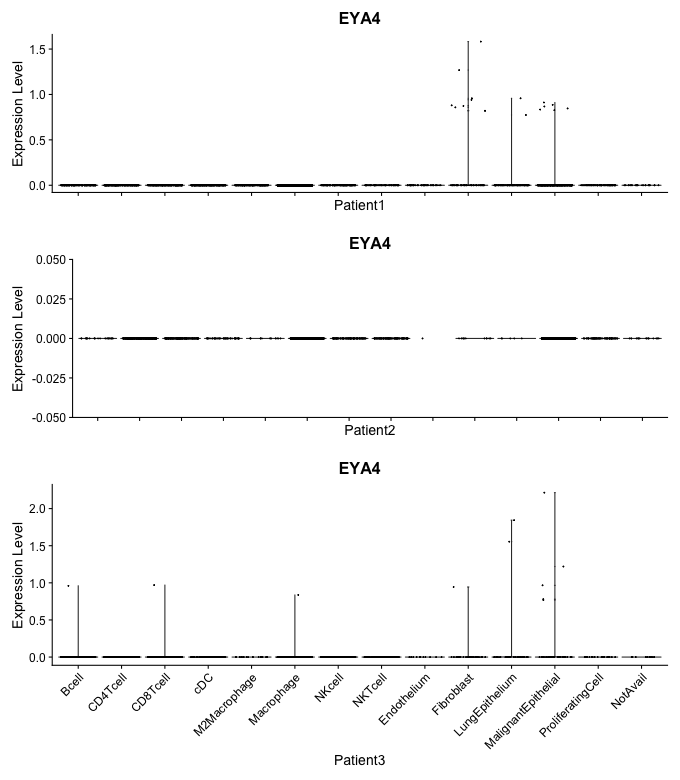 EYA4
Expression Level
1.5
1.0
0.5
0.0
Patient1
EYA4
Expression Level
0.050
0.025
0.000
-0.025
-0.050
Patient2
EYA4
Expression Level
2.0
1.5
1.0
0.5
0.0
Bcell
CD4Tcell
CD8Tcell
cDC
M2Macrophage
Macrophage
NKcell
NKTcell
Endothelium
Fibroblast
LungEpithelium
MalignantEpithelial
ProliferatingCell
NotAvail
Patient3